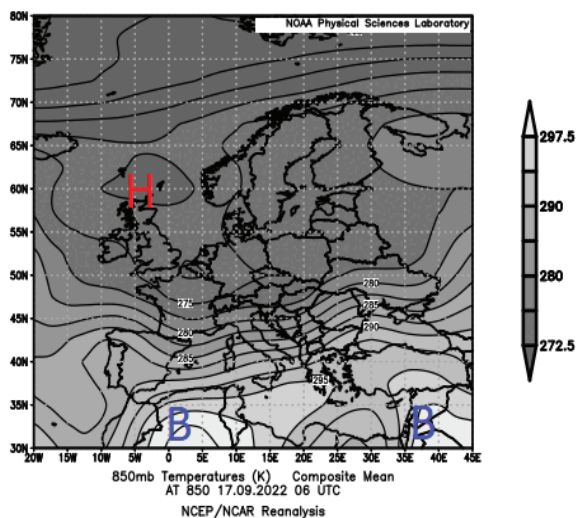 NOAA Physical Sciences Laboratory
80N
75N
70N
65N
60N
55N
50N
45N
40N
35N
30N
H
275
280
285
280
285
290
295
B
B
20W 15W 10W 5W 0 5E 10E 15E 20E 25E 30E 35E 40E 45E
297.5
290
280
272.5
850mb Temperatures (K) Composite Mean
AT 850 17.09.2022 06 UTC
NCEP/NCAR Reanalysis